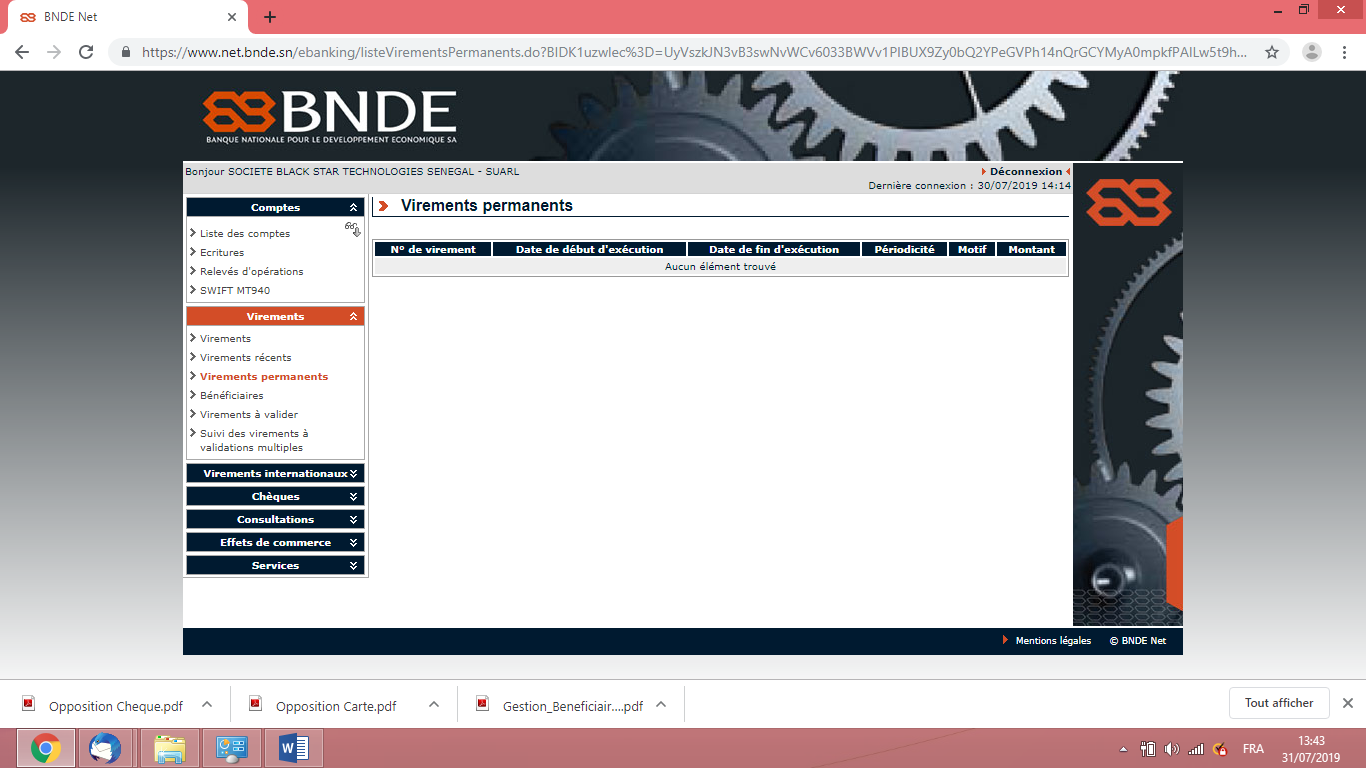 BNDE Net
https://www.net.bnde.sn/ebanking/listeVirementsPermanents.do?BIDK1uzwlec%3D=UyVszkJN3vB3swNvWCv6033BWVv1PIBUX9Zy0bQ2YPeGVPh14nQrGCYMyA0mpkfPAILw5t9h...
BNDE
BANQUE NATIONALE POUR LE DEVELOPPEMENT ECONOMIQUE SA
Bonjour SOCIETE BLACK STAR TECHNOLOGIES SENEGAL - SUARL
Déconnexion
Dernière connexion : 30/07/2019 14:14
Comptes
Liste des comptes
Ecritures
Relevés d'opérations
SWIFT MT940
Virements
Virements
Virements récents
Virements permanents
Bénéficiaires
Virements à valider
Suivi des virements à
validations multiples
Virements internationaux
Chèques
Consultations
Effets de commerce
Services
Virements permanents
N° de virement Date de début d'exécution Date de fin d'exécution Périodicité Motif Montant
Aucun élément trouvé
Mentions légales © BNDE Net
Opposition Cheque.pdf Opposition Carte.pdf Gestion_Beneficiair....pdf Tout afficher
FRA
13:43
31/07/2019